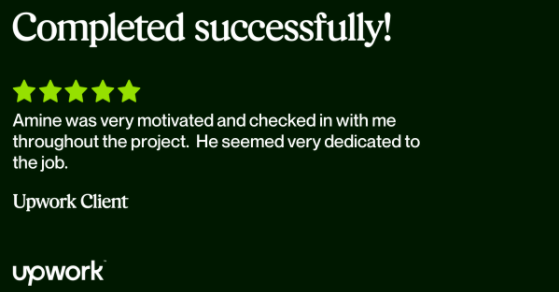 Completed successfully!
Amine was very motivated and checked in with me
throughout the project.  He seemed very dedicated to
the job.
Upwork Client
upwork™